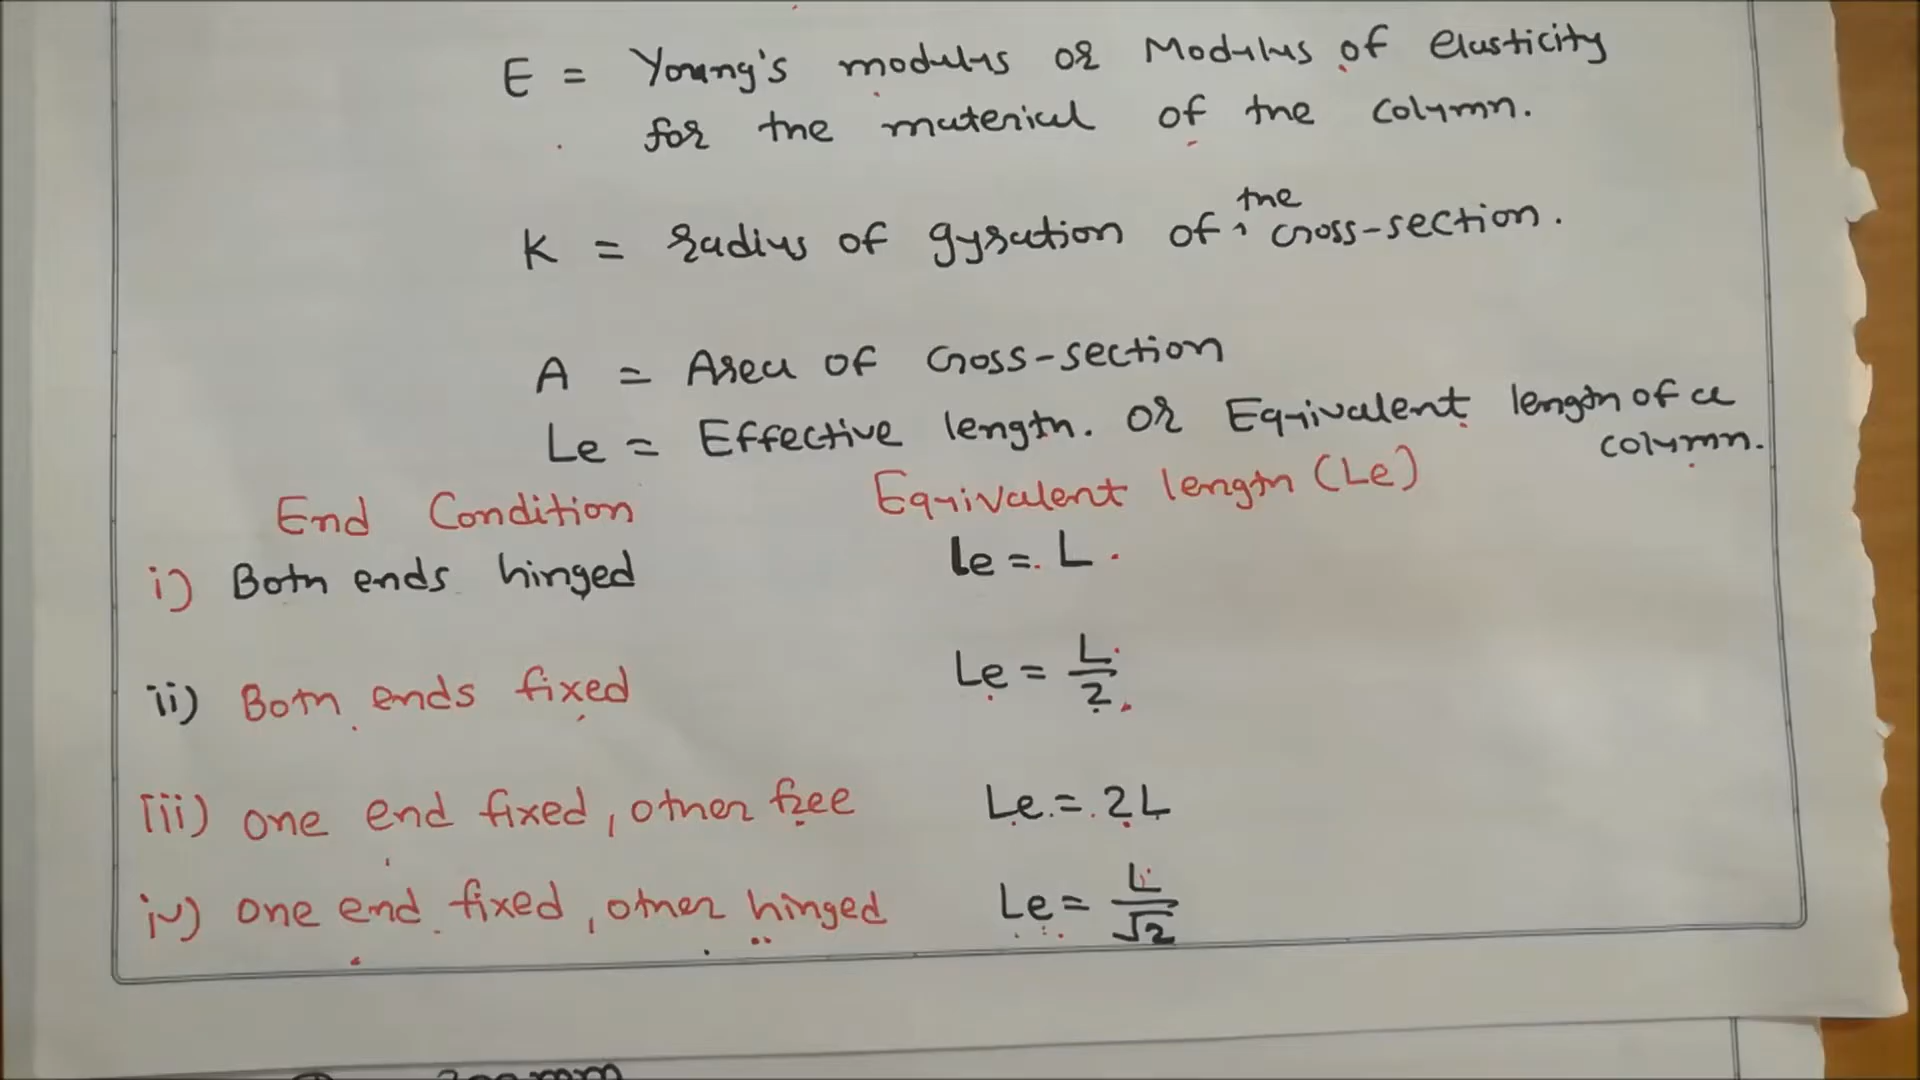 E = Young's modulus or Modulus of elasticity
for the material of the column.
K = radius of gyration of the cross-section.
A = Area of cross-section
Le = Effective length. or Equivalent length of a
column.
End Condition Equivalent length (Le)
i) Both ends hinged le = L
ii) Both ends fixed Le = L/2
iii) one end fixed, other free Le = 2L
iv) one end fixed, other hinged Le = L/√2